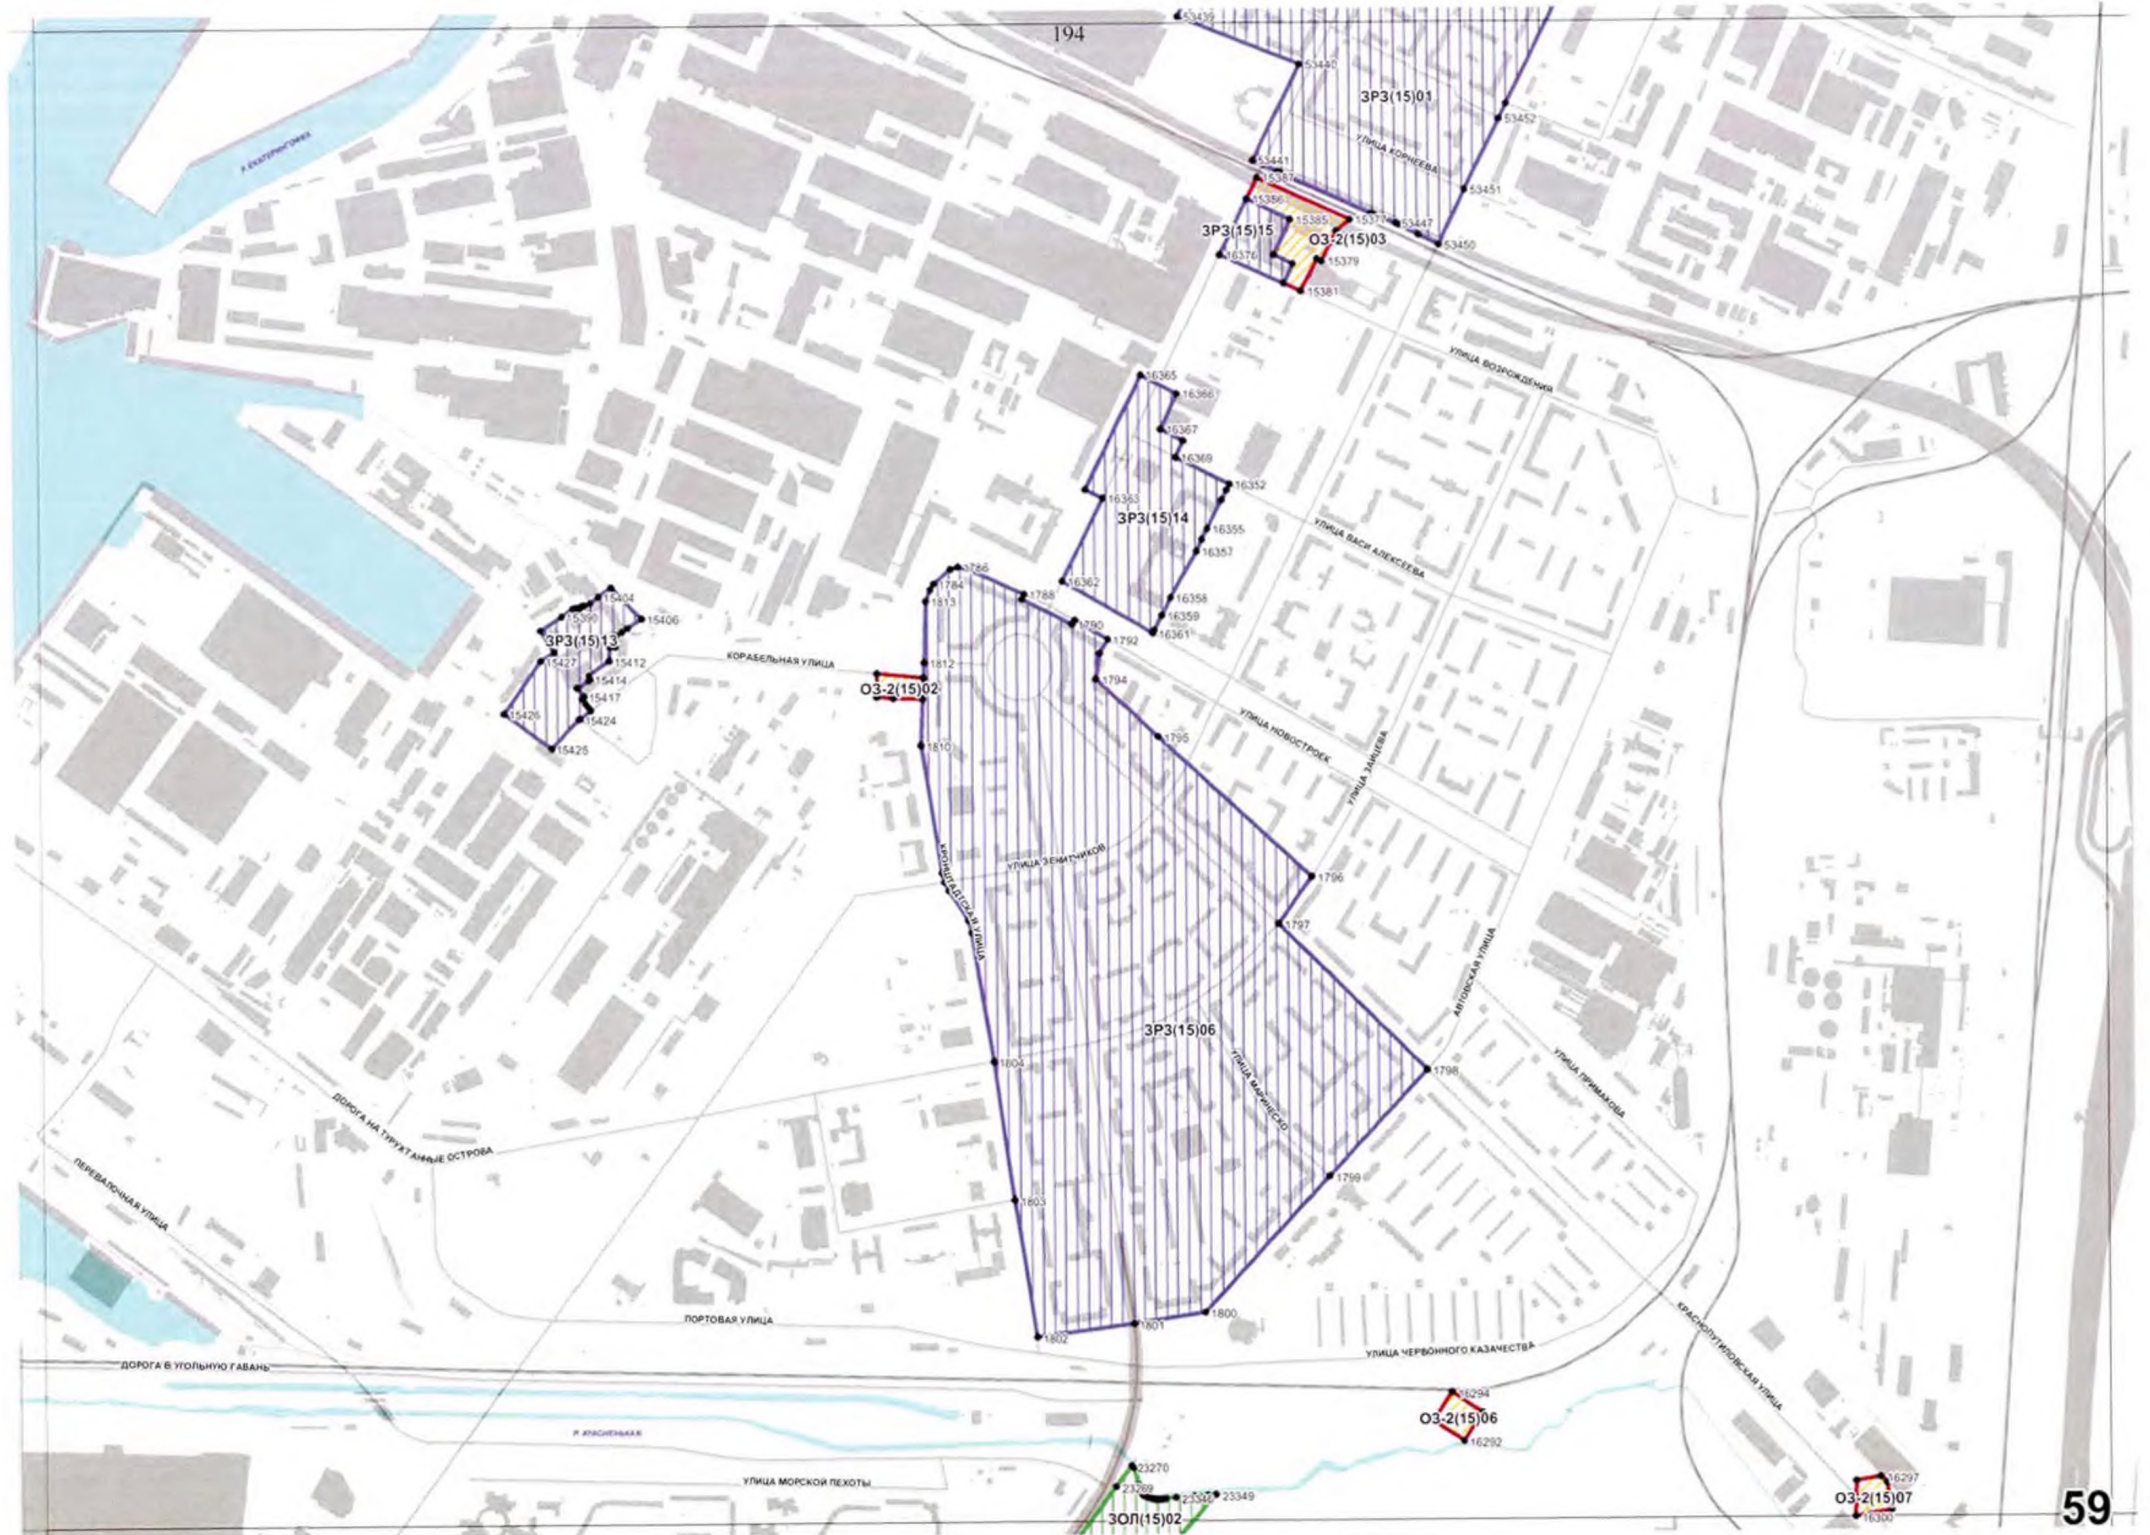 194
53439
53440
ЗРЗ(15)01
53452
УЛИЦА КОРНЕЕВА
Р. ЕКАТЕРИНГОФКА
53441
15387
53451
15386
15385
15377
53447
ЗРЗ(15)15
ОЗ-2(15)03
53450
16376
15379
15381
УЛИЦА ВОЗРОЖДЕНИЯ
16365
16366
16367
16369
16352
16363
ЗРЗ(15)14
16355
УЛИЦА ВАСИ АЛЕКСЕЕВА
16357
1786
16362
1784
15404
1788
16358
1813
15406
16359
1790
16361
ЗРЗ(15)13
1792
15427
15412
КОРАБЕЛЬНАЯ УЛИЦА
1812
15414
1794
ОЗ-2(15)02
15417
15426
15424
УЛИЦА НОВОСТРОЕК
1795
1810
15425
УЛИЦА ЗАЙЦЕВА
КРОНШТАДТСКАЯ УЛИЦА
УЛИЦА ЗЕНИТЧИКОВ
1796
1797
АВТОВСКАЯ УЛИЦА
ЗРЗ(15)06
1804
1798
УЛИЦА МАРИНЕСКО
УЛИЦА ПРИМАКОВА
ДОРОГА НА ТУРУХТАННЫЕ ОСТРОВА
ПЕРЕВАЛОЧНАЯ УЛИЦА
1799
1803
1800
ПОРТОВАЯ УЛИЦА
1801
1802
КРАСНОПУТИЛОВСКАЯ УЛИЦА
УЛИЦА ЧЕРВОННОГО КАЗАЧЕСТВА
ДОРОГА В УГОЛЬНУЮ ГАВАНЬ
16294
ОЗ-2(15)06
Р. КРАСНЕНЬКАЯ
16292
23270
УЛИЦА МОРСКОЙ ПЕХОТЫ
16297
23269
23349
ОЗ-2(15)07
16300
ЗОЛ(15)02
59